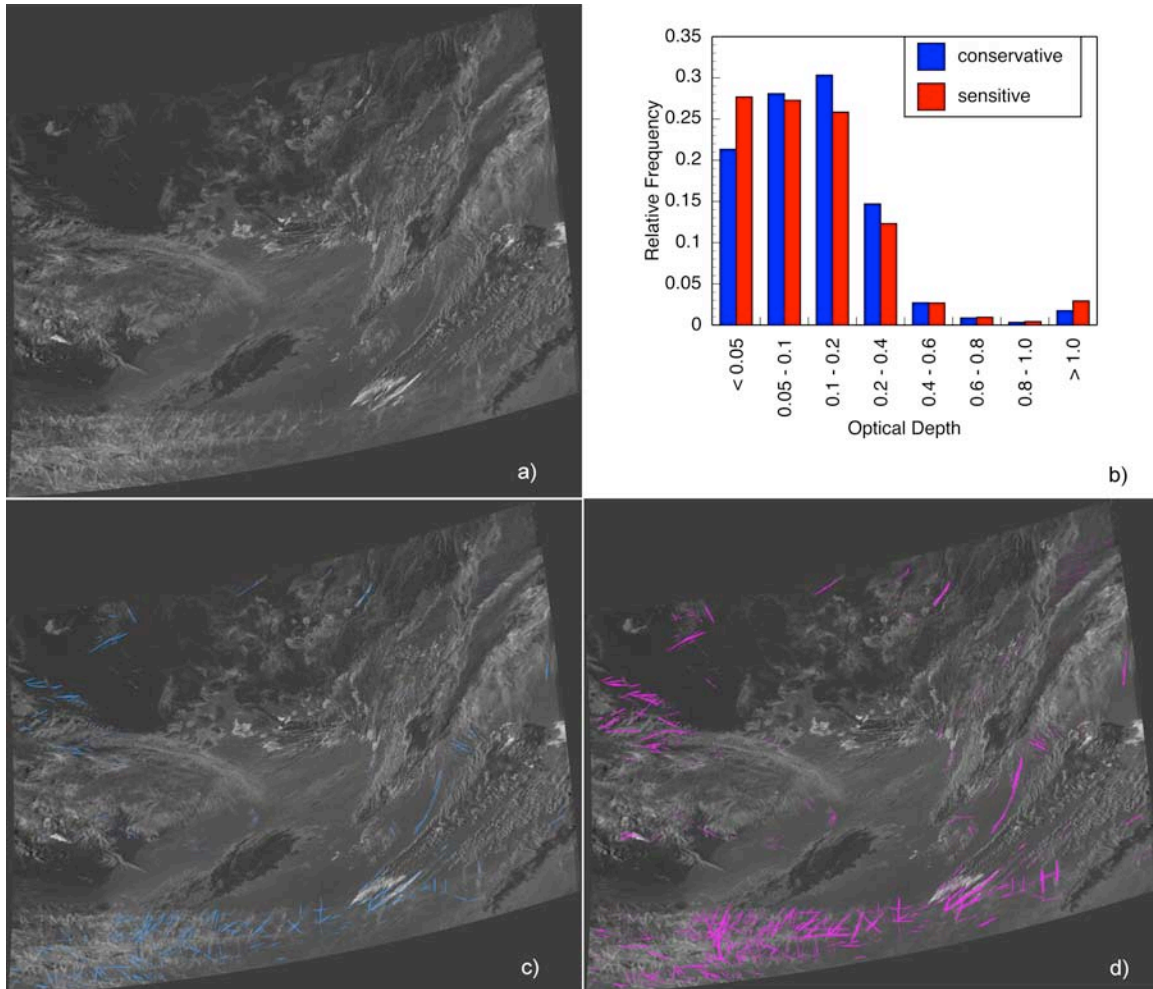 a)
0.35
0.3
0.25
0.2
0.15
0.1
0.05
0
Relative Frequency
conservative
sensitive
< 0.05
0.05 - 0.1
0.1 - 0.2
0.2 - 0.4
0.4 - 0.6
0.6 - 0.8
0.8 - 1.0
> 1.0
Optical Depth
b)
c)
d)